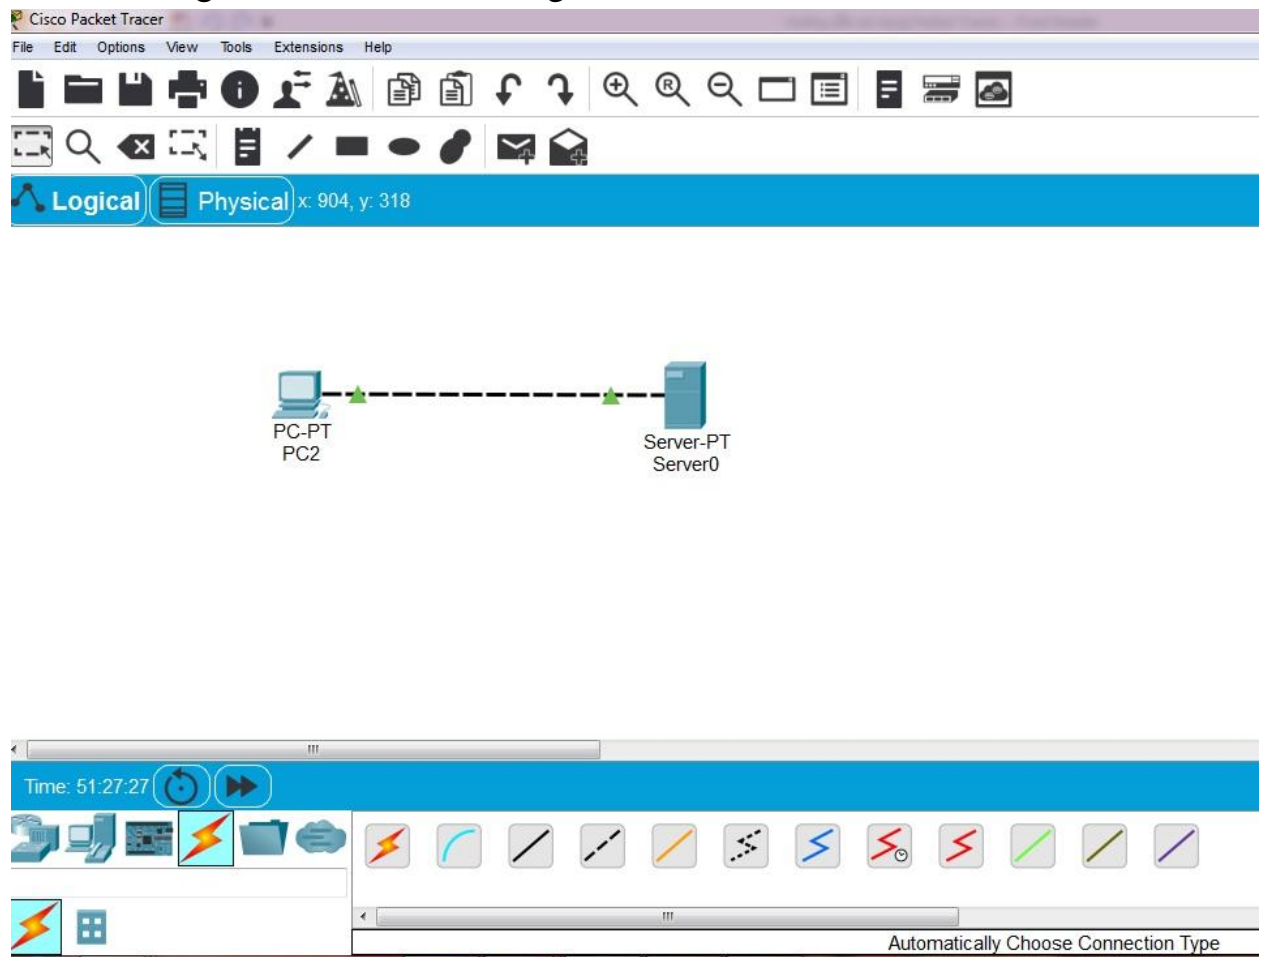 Cisco Packet Tracer
File Edit Options View Tools Extensions Help
Logical Physical x: 904, y: 318
PC-PT
PC2
Server-PT
Server0
Time: 51:27:27
Automatically Choose Connection Type